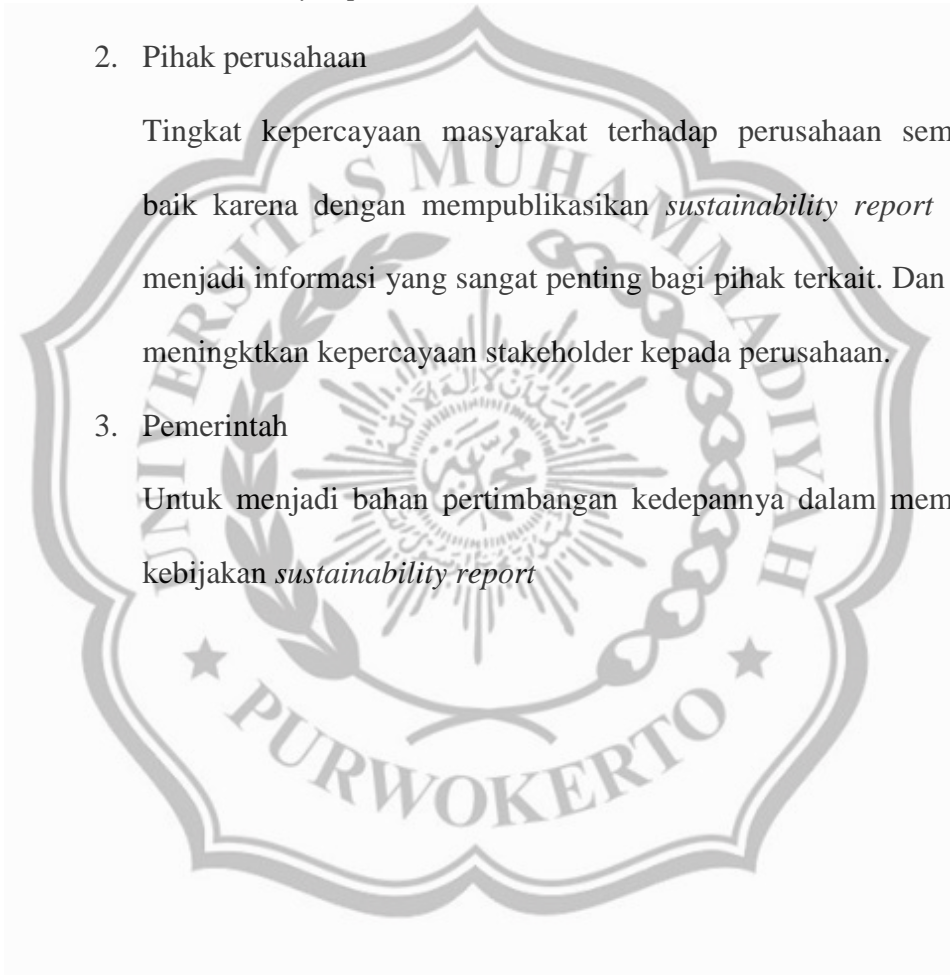 2. Pihak perusahaan
Tingkat kepercayaan masyarakat terhadap perusahaan sem
baik karena dengan mempublikasikan sustainability report
menjadi informasi yang sangat penting bagi pihak terkait. Dan
meningktkan kepercayaan stakeholder kepada perusahaan.
3. Pemerintah
Untuk menjadi bahan pertimbangan kedepannya dalam mem
kebijakan sustainability report
UNIVERSITAS MUHAMMADIYAH
PURWOKERTO